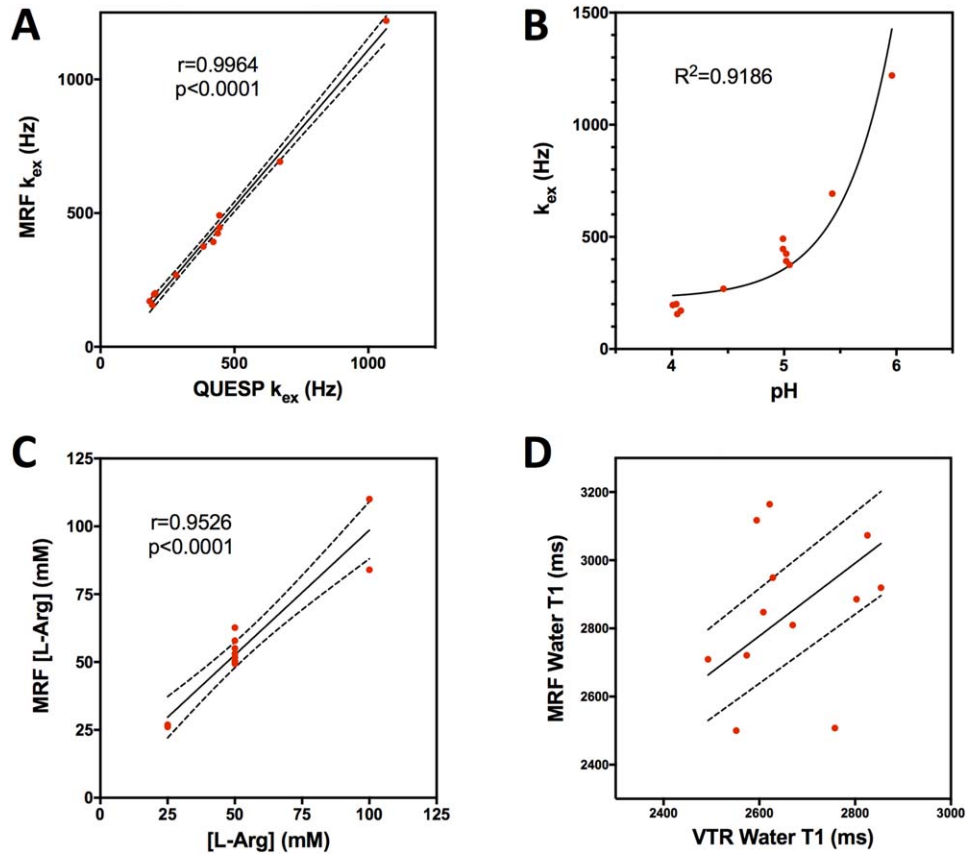 A
r=0.9964
p<0.0001
1000
500
0
0
500
1000
MRF kex (Hz)
QUESP kex (Hz)
B
R²=0.9186
1500
1000
500
0
4
5
6
kex (Hz)
pH
C
r=0.9526
p<0.0001
125
100
75
50
25
0
0
25
50
75
100
125
MRF [L-Arg] (mM)
[L-Arg] (mM)
D
3200
3000
2800
2600
2400
2400
2600
2800
3000
MRF Water T1 (ms)
VTR Water T1 (ms)